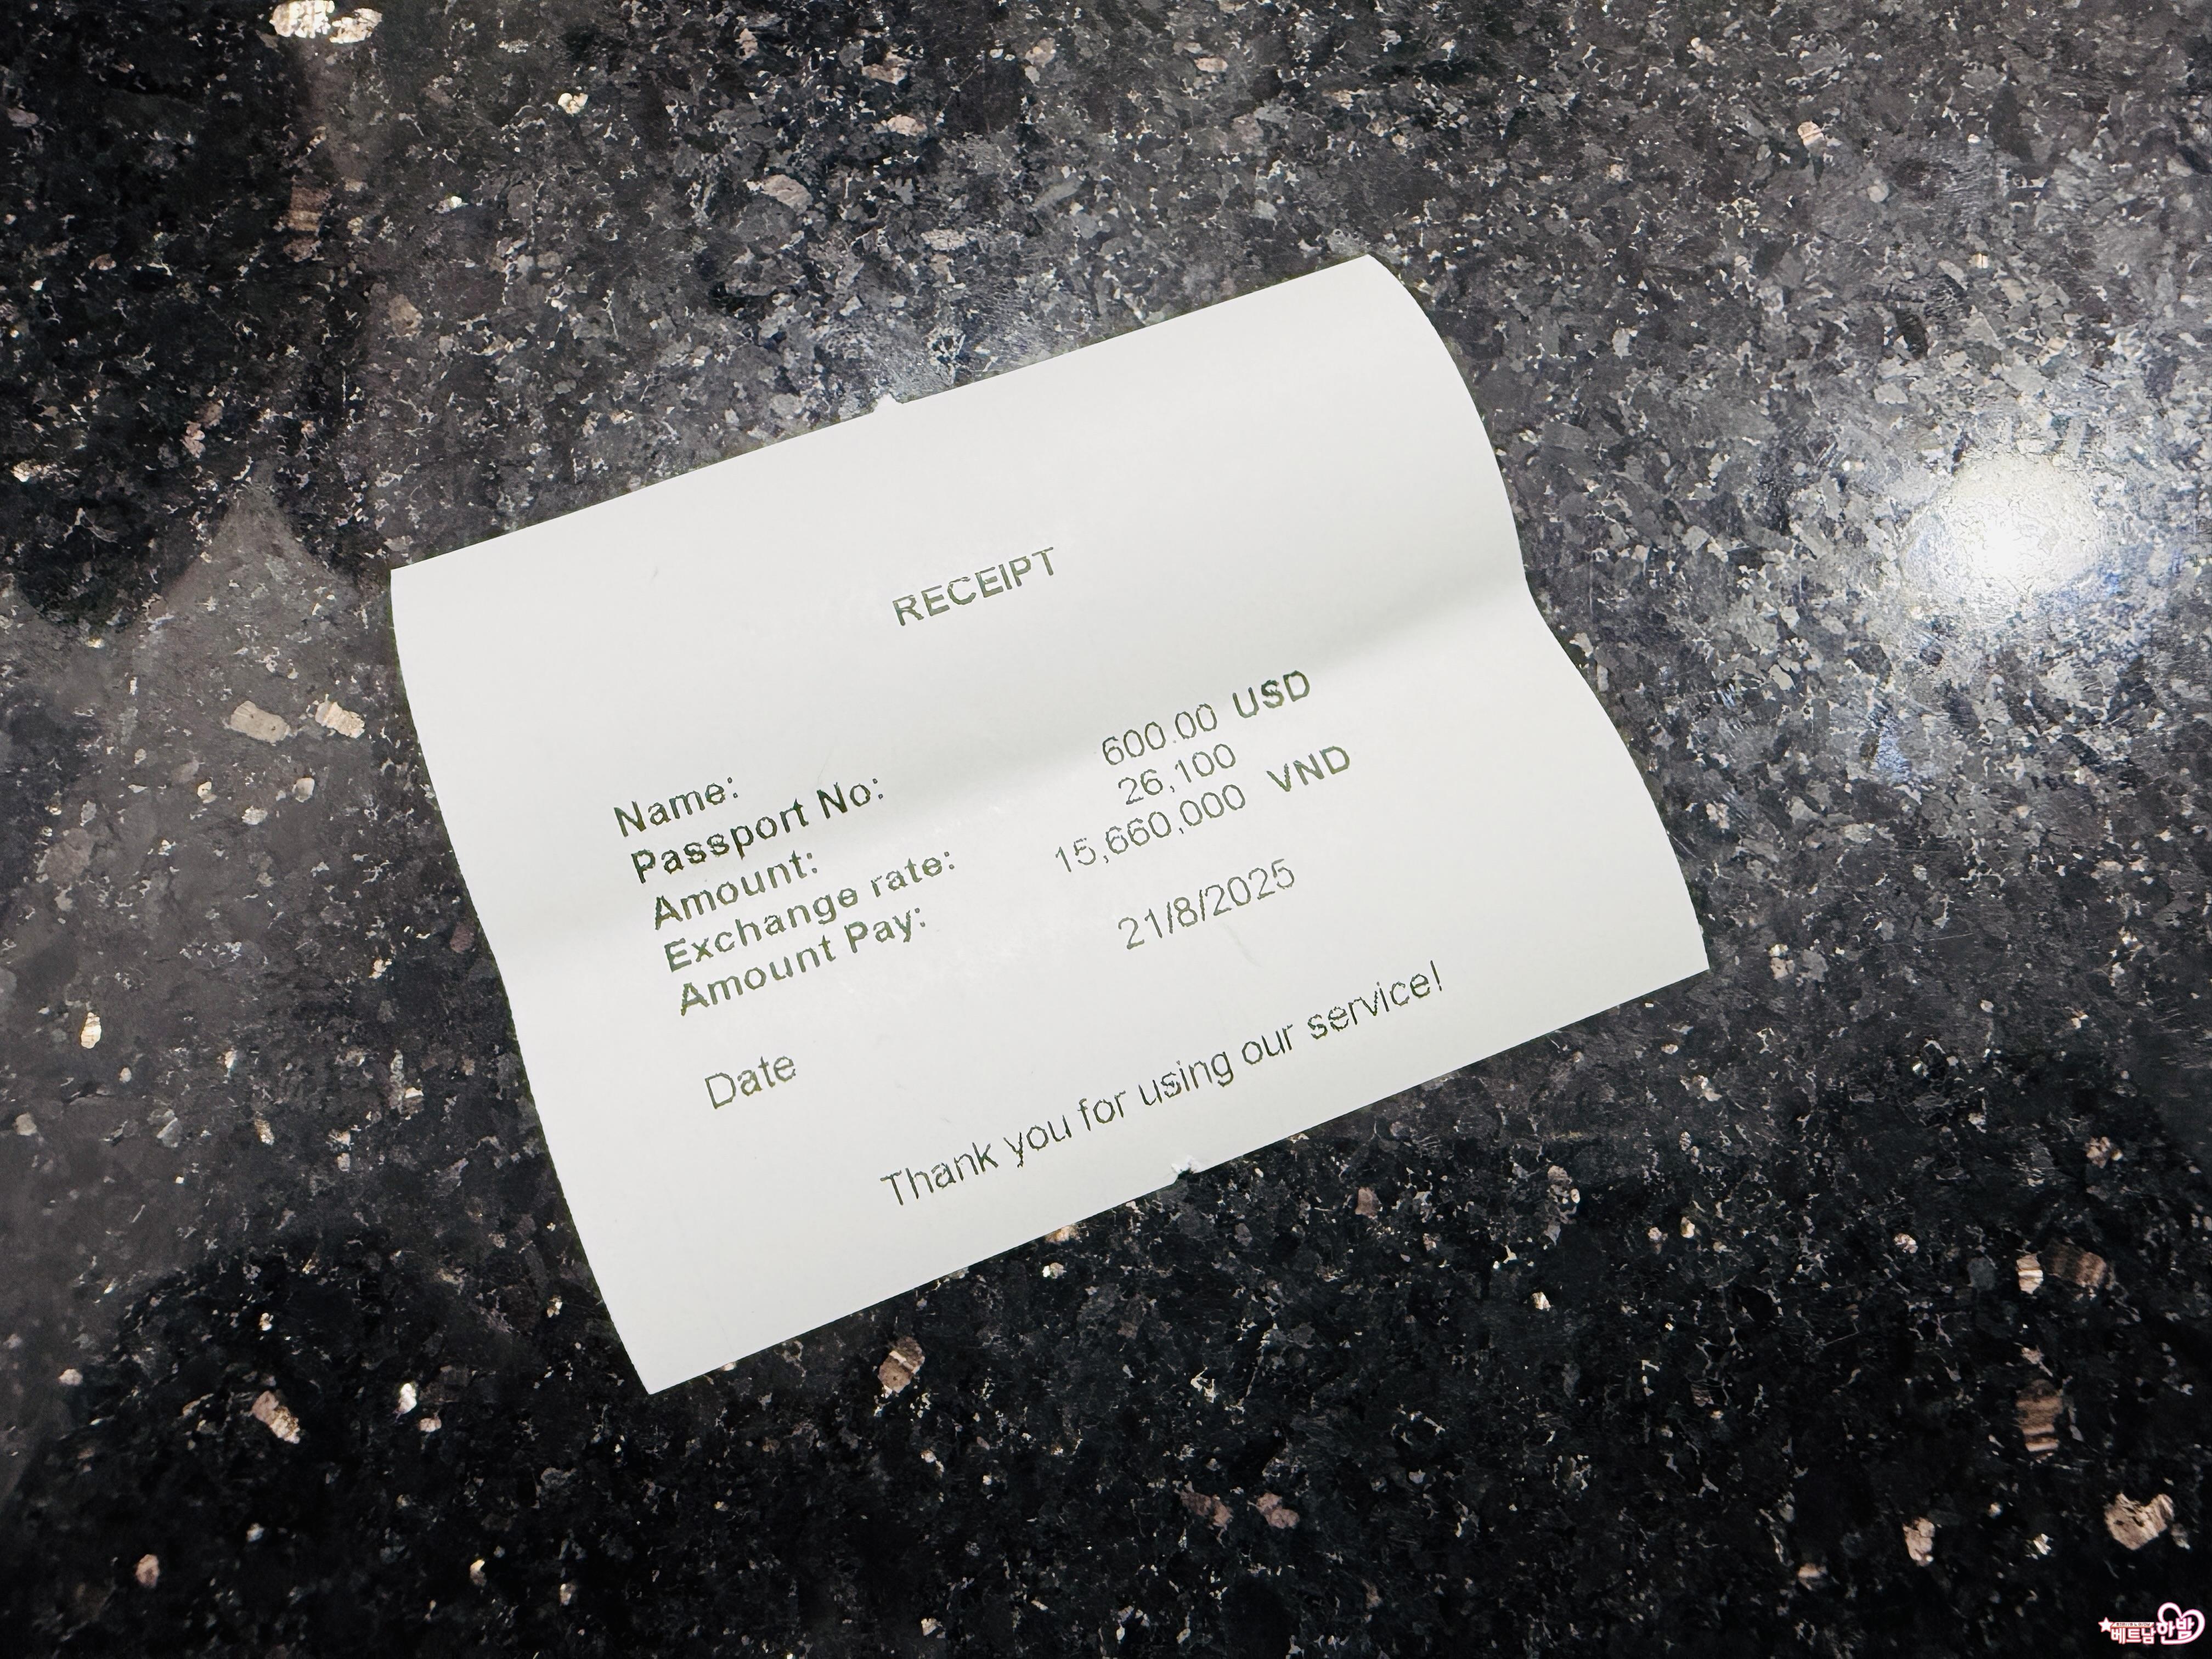 RECEIPT
Name:
Passport No:
Amount: 600.00 USD
Exchange rate: 26,100
Amount Pay: 15,660,000 VND
Date 21/8/2025
Thank you for using our service!
베트남 한밤